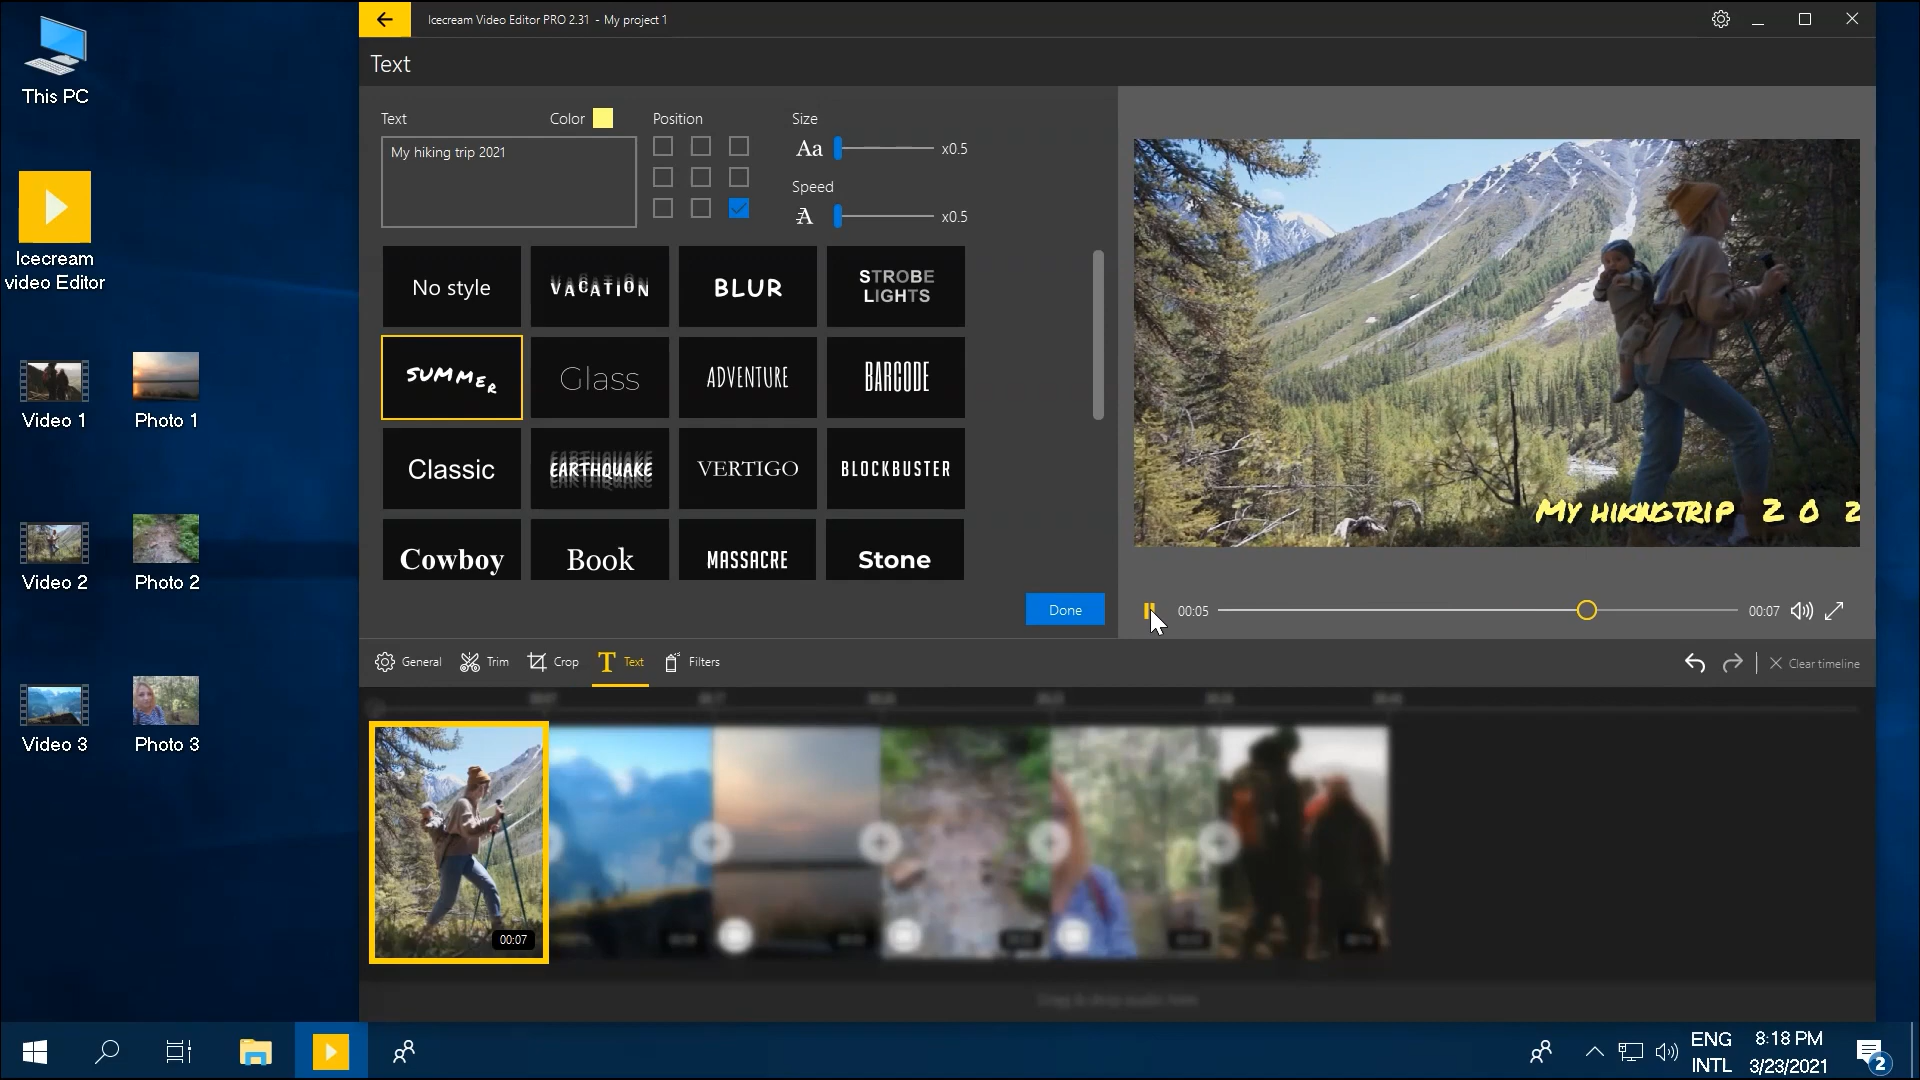 This PC
Icecream
video Editor
Video 1
Photo 1
Video 2
Photo 2
Video 3
Photo 3
Icecream Video Editor PRO 2.31 - My project 1
Text
Text
Color
Position
Size
My hiking trip 2021
Aa
x0.5
Speed
A
x0.5
No style
VACATION
BLUR
STROBE
LIGHTS
SUMMER
Glass
ADVENTURE
BARCODE
Classic
EARTHQUAKE
VERTIGO
BLOCKBUSTER
Cowboy
Book
MASSACRE
Stone
Done
MY HIKING TRIP 2 0 2
00:05
00:07
General
Trim
Crop
T Text
Filters
Clear timeline
00:07
ENG
INTL
8:18 PM
3/23/2021
2